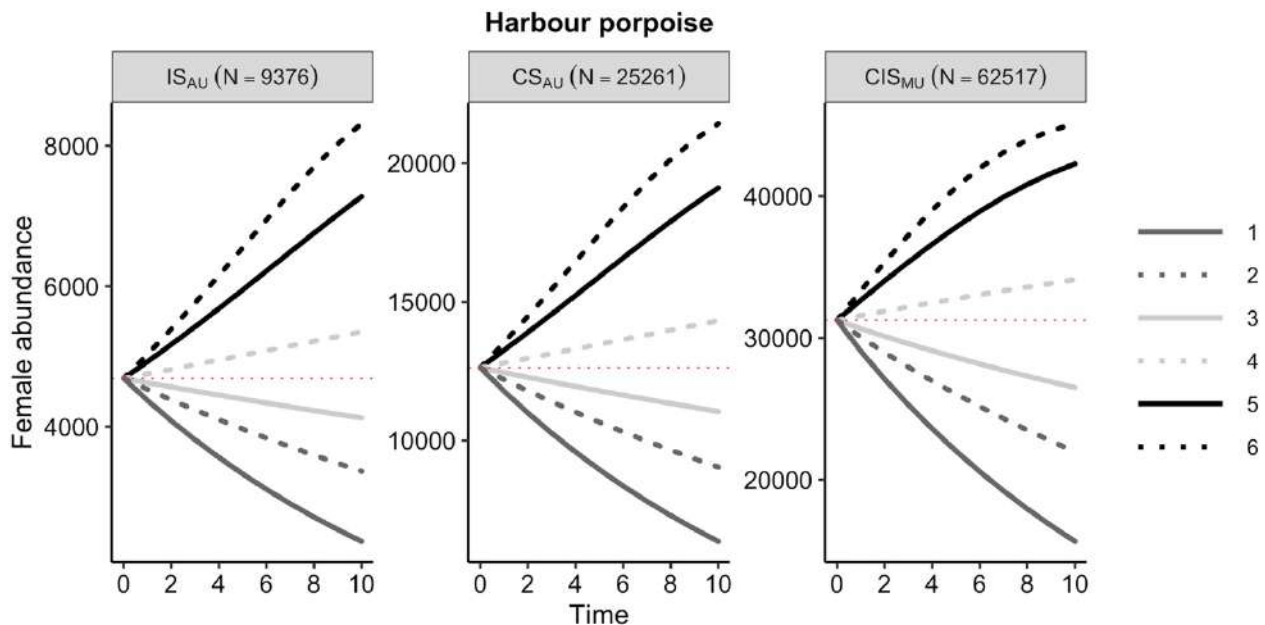 Harbour porpoise
IS_AU (N = 9376)
CS_AU (N = 25261)
CIS_MU (N = 62517)
Female abundance
8000
6000
4000
0 2 4 6 8 10
20000
15000
10000
0 2 4 6 8 10
40000
30000
20000
0 2 4 6 8 10
Time
1
2
3
4
5
6